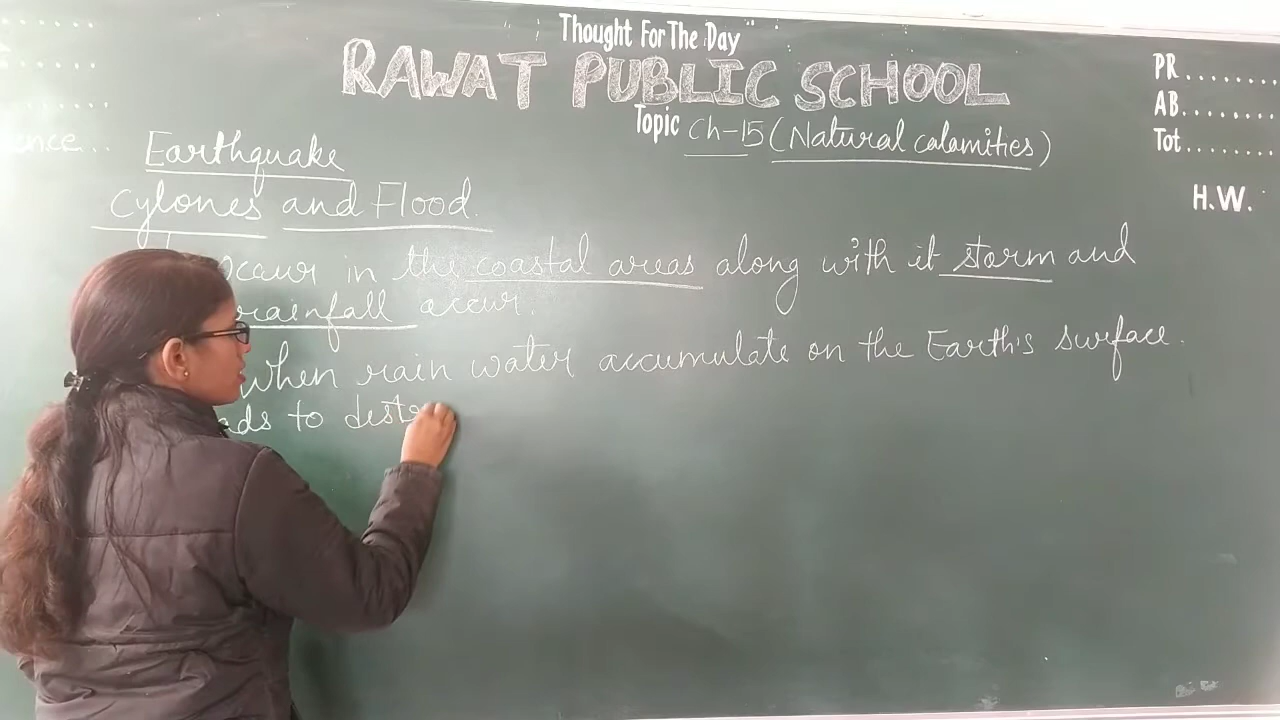 Thought For The Day
RAWAT PUBLIC SCHOOL
Topic Ch-15 (Natural calamities)
PR........
AB........
Tot........
H.W.
ence..
Earthquake
Cylones and Flood.
occur in the coastal areas along with it storm and
rainfall occur.
When rain water accumulate on the Earth's surface.
ads to dest